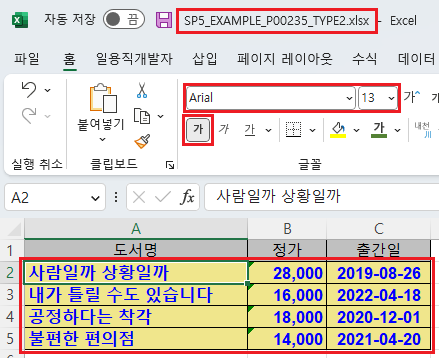 자동 저장 끔 SP5_EXAMPLE_P00235_TYPE2.xlsx - Excel
파일 홈 일용직개발자 삽입 페이지 레이아웃 수식 데이터
붙여넣기
Arial 13 가 가
가 가 가 가 내천
실행 취소 클립보드 글꼴
A2 fx 사람일까 상황일까
A B C
1 도서명 정가 출간일
2 사람일까 상황일까 28,000 2019-08-26
3 내가 틀릴 수도 있습니다 16,000 2022-04-18
4 공정하다는 착각 18,000 2020-12-01
5 불편한 편의점 14,000 2021-04-20